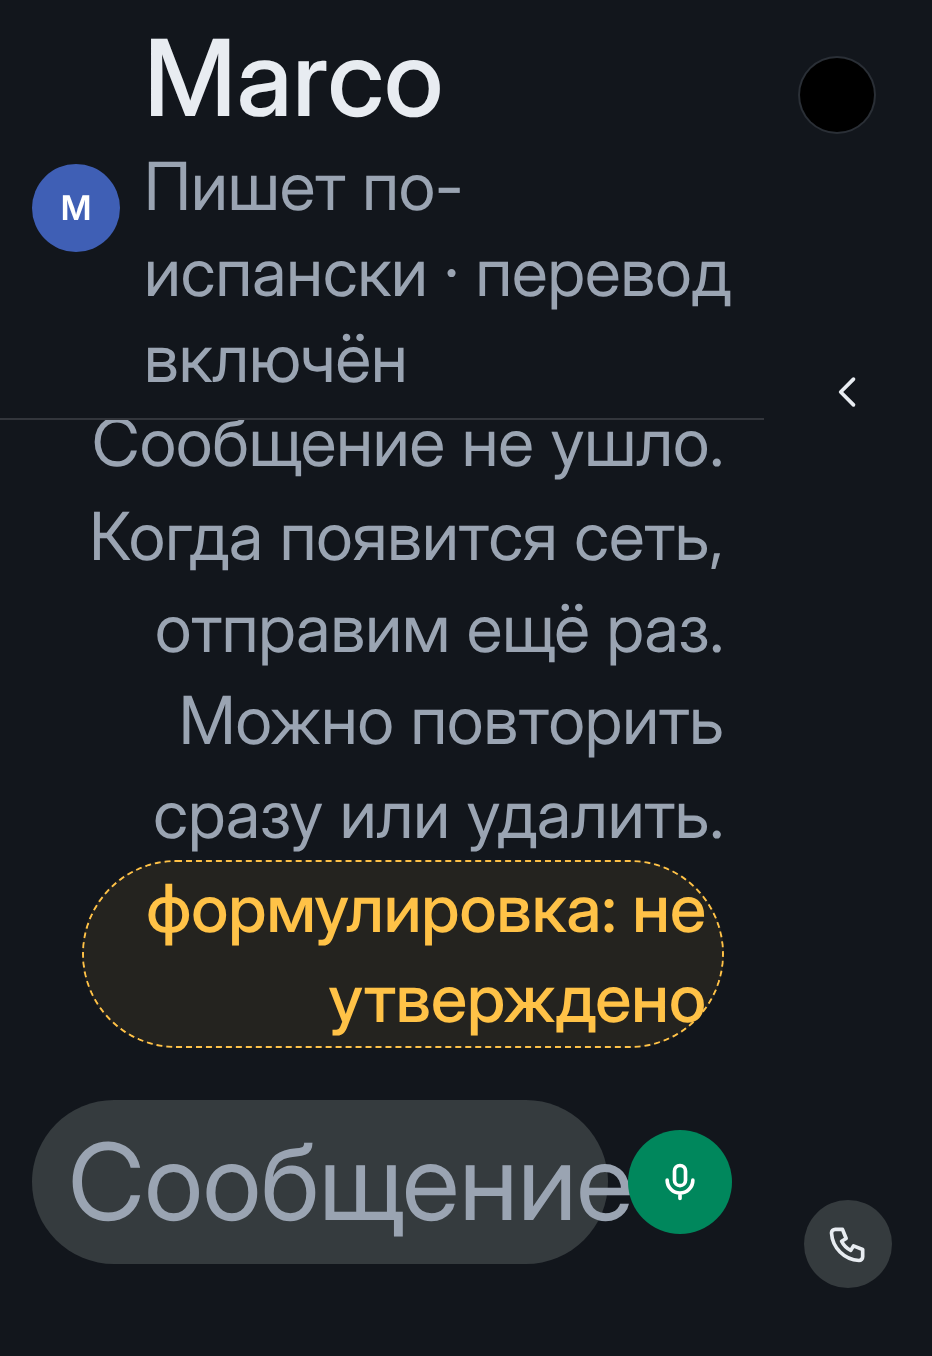 Marco
M
Пишет по-
испански · перевод
включён
Сообщение не ушло.
Когда появится сеть,
отправим ещё раз.
Можно повторить
сразу или удалить.
формулировка: не
утверждено
Сообщение